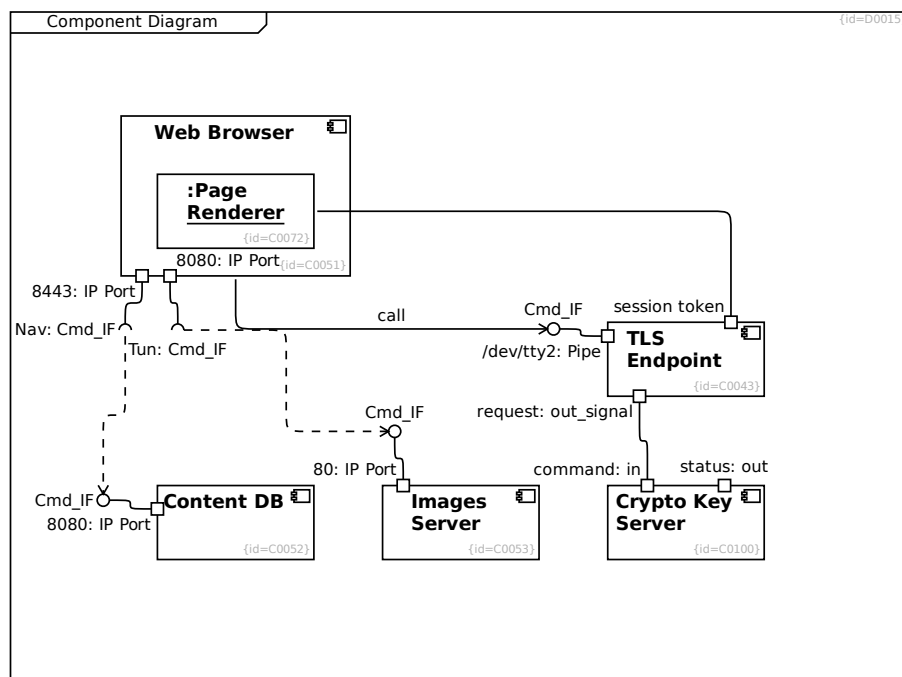 Component Diagram
{id=D0015
Web Browser
:Page
Renderer
{id=C0072}
8080: IP Port
{id=C0051}
8443: IP Port
Nav: Cmd_IF
Tun: Cmd_IF
call
Cmd_IF
session token
/dev/tty2: Pipe
TLS
Endpoint
{id=C0043}
Cmd_IF
request: out_signal
80: IP Port
command: in
status: out
Cmd_IF
8080: IP Port
Content DB
{id=C0052}
Images
Server
{id=C0053}
Crypto Key
Server
{id=C0100}